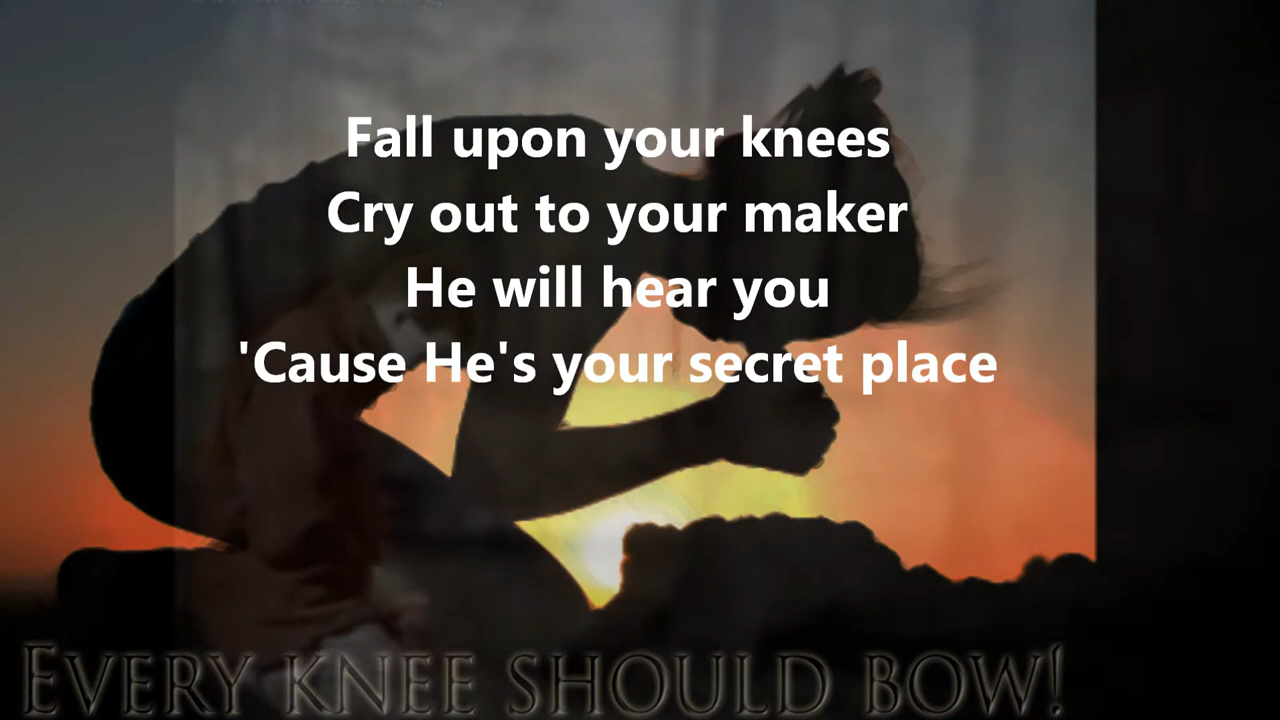 Fall upon your knees
Cry out to your maker
He will hear you
'Cause He's your secret place
EVERY KNEE SHOULD BOW!